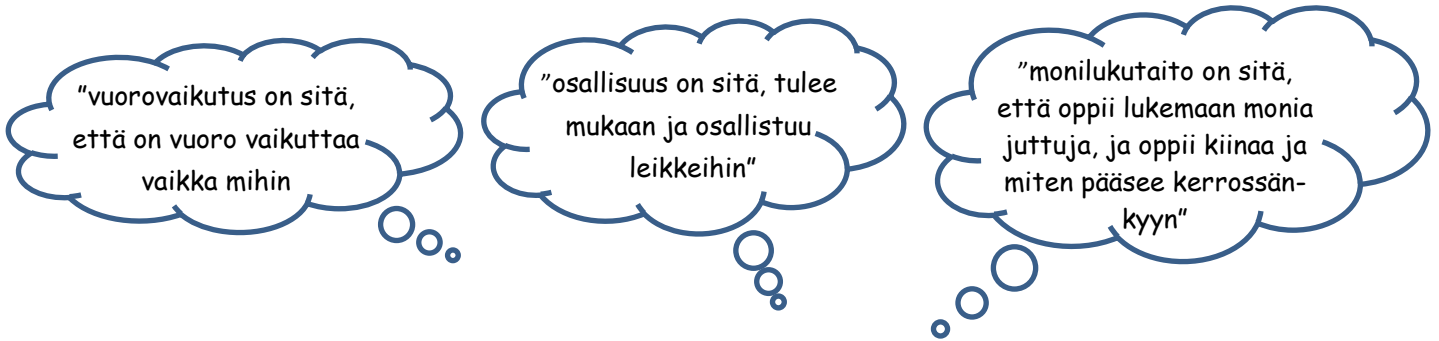 "vuorovaikutus on sitä,
että on vuoro vaikuttaa
vaikka mihin
"osallisuus on sitä, tulee
mukaan ja osallistuu
leikkeihin"
"monilukutaito on sitä,
että oppii lukemaan monia
juttuja, ja oppii kiinaa ja
miten pääsee kerrossän-
kyyn"